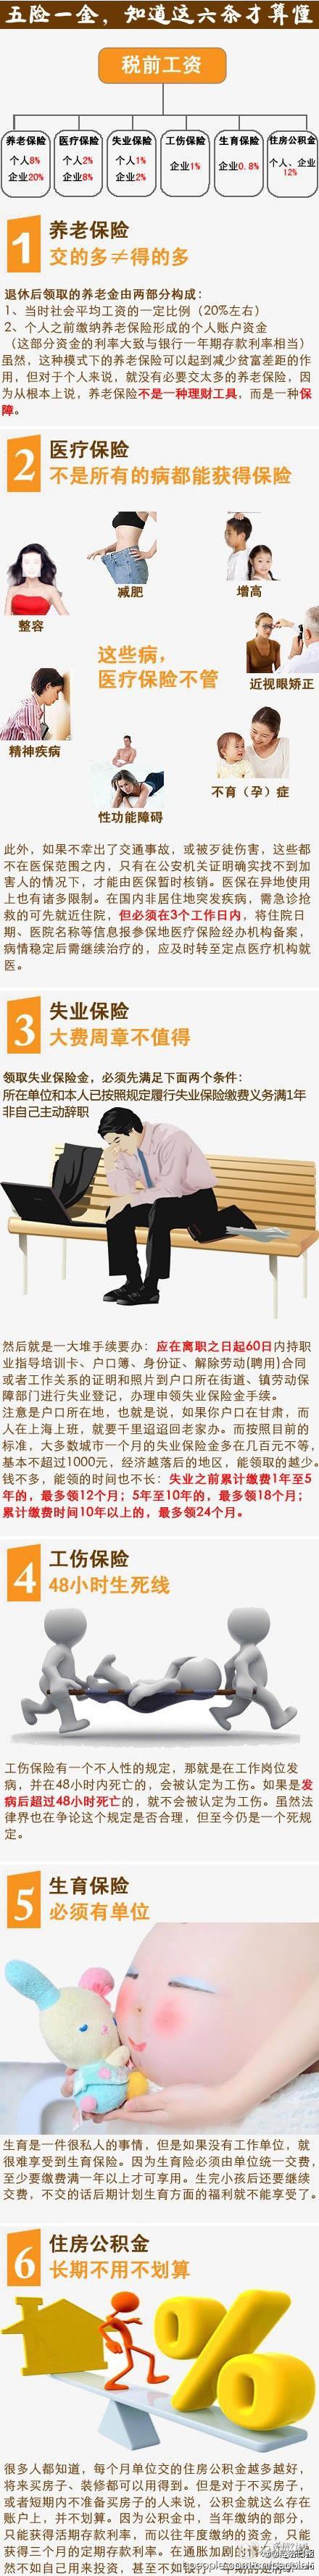 五险一金，知道这六条才算懂
税前工资
养老保险
个人8%
企业20%
医疗保险
个人2%
企业8%
失业保险
个人1%
企业2%
工伤保险
企业1%
生育保险
企业0.8%
住房公积金
个人、企业
12%
1
养老保险
交的多≠得的多
退休后领取的养老金由两部分构成：
1、当时社会平均工资的一定比例（20%左右）
2、个人之前缴纳养老保险形成的个人账户资金
（这部分资金的利率大致与银行一年期存款利率相当）
虽然，这种模式下的养老保险可以起到减少贫富差距的作
用，但对于个人来说，就没有必要交太多的养老保险，因
为从根本上说，养老保险不是一种理财工具，而是一种保
障。
2
医疗保险
不是所有的病都能获得保险
减肥
增高
整容
这些病，
医疗保险不管
近视眼矫正
精神疾病
不育（孕）症
性功能障碍
此外，如果不幸出了交通事故，或被歹徒伤害，这些都
不在医保范围之内，只有在公安机关证明确实找不到加
害人的情况下，才能由医保暂时核销。医保在异地使用
上也有诸多限制。在国内非居住地突发疾病，需急诊抢
救的可先就近住院，但必须在3个工作日内，将住院日
期、医院名称等信息报参保地医疗保险经办机构备案，
病情稳定后需继续治疗的，应及时转至定点医疗机构就
医。
3
失业保险
大费周章不值得
领取失业保险金，必须先满足下面两个条件：
所在单位和本人已按照规定履行失业保险缴费义务满1年
非自己主动辞职
然后就是一大堆手续要办：应在离职之日起60日内持职
业指导培训卡、户口簿、身份证、解除劳动(聘用)合同
或者工作关系的证明和照片到户口所在街道、镇劳动保
障部门进行失业登记，办理申领失业保险金手续。
注意是户口所在地，也就是说，如果你户口在甘肃，而
人在上海上班，就要千里迢迢回老家办。而按照目前的
标准，大多数城市一个月的失业保险金多在几百元不等，
基本不超过1000元，经济越落后的地区，能领取的越少。
钱不多，能领的时间也不长：失业之前累计缴费1年至5
年的，最多领12个月；5年至10年的，最多领18个月；
累计缴费时间10年以上的，最多领24个月。
4
工伤保险
48小时生死线
工伤保险有一个不人性的规定，那就是在工作岗位发
病，并在48小时内死亡的，会被认定为工伤。如果是发
病后超过48小时死亡的，就不会被认定为工伤。虽然法
律界也在争论这个规定是否合理，但至今仍是一个死规
定。
5
生育保险
必须有单位
生育是一件很私人的事情，但是如果没有工作单位，就
很难享受到生育保险。因为生育险必须由单位统一交费，
至少要缴费满一年以上才可享用。生完小孩后还要继续
交费，不交的话后期计划生育方面的福利就不能享受了。
6
住房公积金
长期不用不划算
%
很多人都知道，每个月单位交的住房公积金越多越好，
将来买房子、装修都可以用得到。但是对于不买房子，
或者短期内不准备买房子的人来说，公积金就这么存在
账户上，并不划算。因为公积金中，当年缴纳的部分，
只能获得活期存款利率，而以往年度缴纳的资金，只能
获得三个月的定期存款利率。在通胀加剧的
然不如自己用来投资，甚至不如